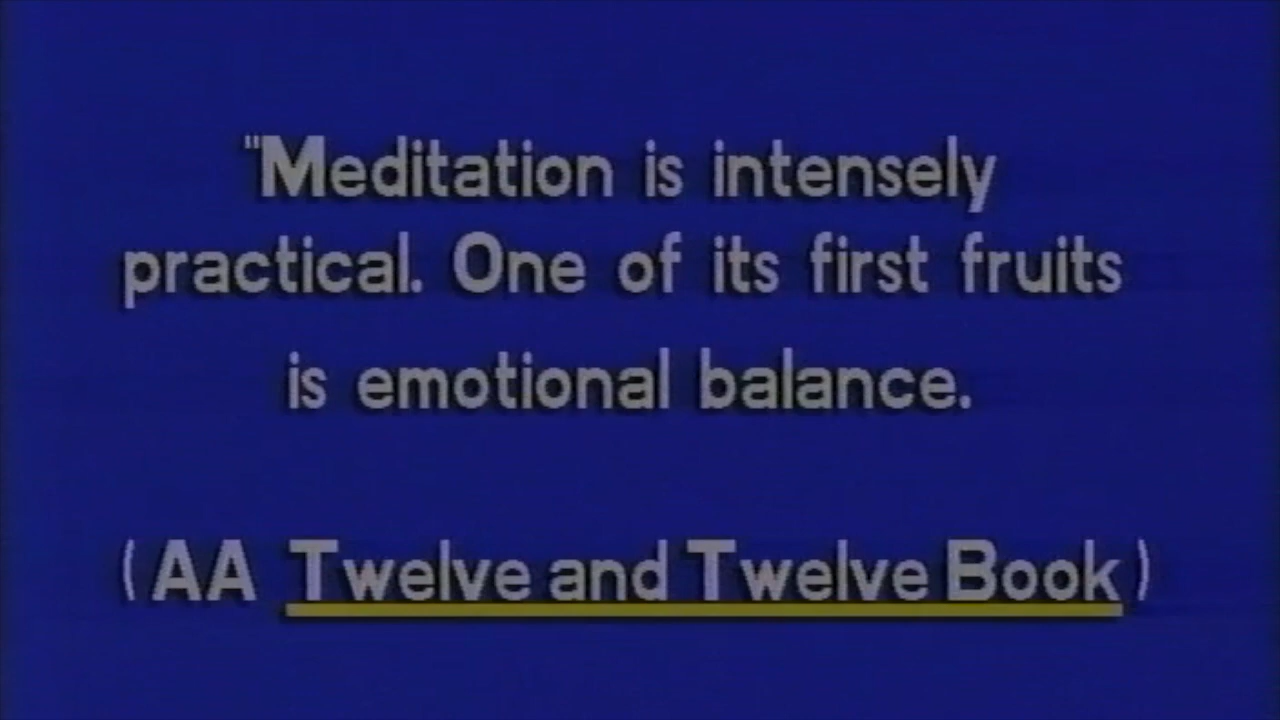 "Meditation is intensely
practical. One of its first fruits
is emotional balance.
(AA Twelve and Twelve Book)